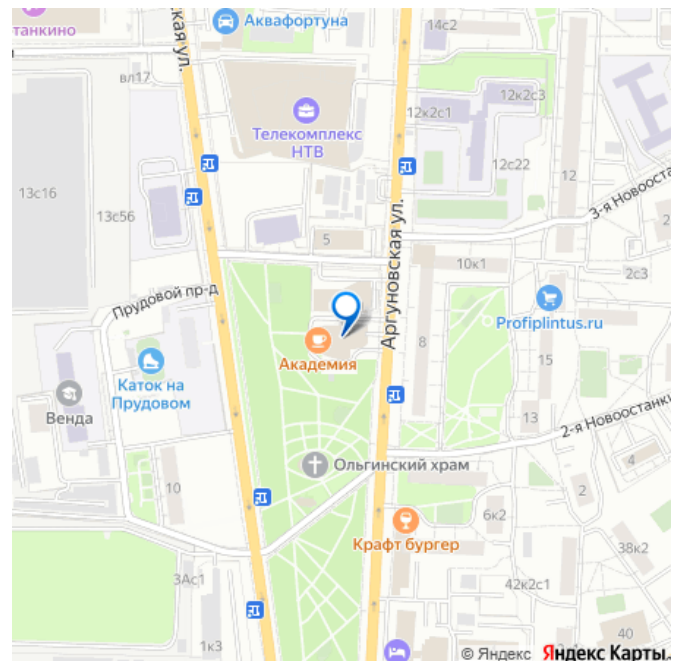 танкино
Аквафортуна
14с2
ская ул.
вл17
12к2с3
12к2с1
Телекомплекс
НТВ
12с22
12
13с16
13с56
3-я Новоост
2
5
Аргуновская ул.
10к1
2с3
Прудовой пр-д
Profiplintus.ru
8
Академия
15
Каток на
Прудовом
Венда
13
2-я Новоостанки
Ольгинский храм
4
10
2
6к2
Крафт бургер
38к2
3Ас1
42к2с1
1к3
40
© Яндекс Яндекс Карты